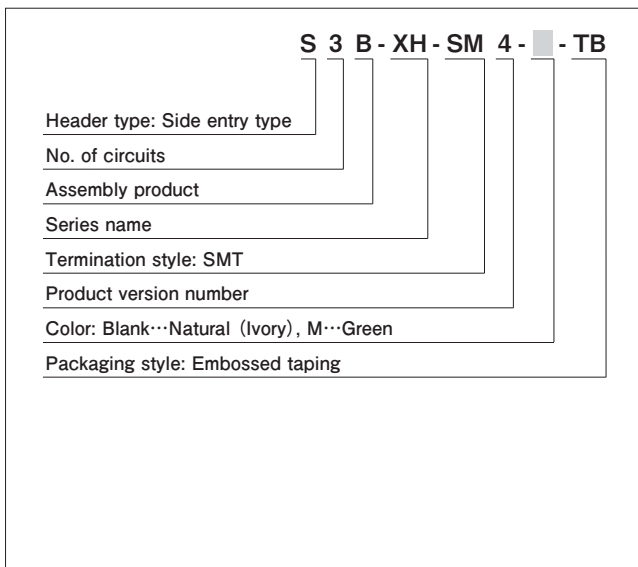 S 3 B - XH - SM 4 - - TB
Header type: Side entry type
No. of circuits
Assembly product
Series name
Termination style: SMT
Product version number
Color: Blank…Natural (Ivory), M…Green
Packaging style: Embossed taping